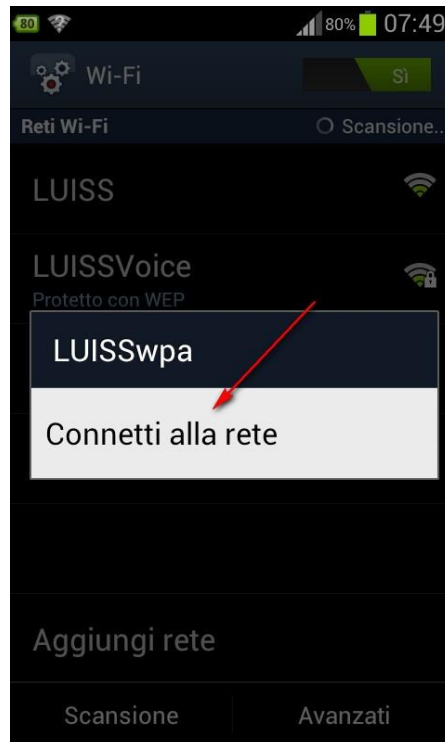 80
80% 07:49
Wi-Fi
Sì
Reti Wi-Fi
Scansione..
LUISS
LUISSVoice
Protetto con WEP
LUISSwpa
Connetti alla rete
Aggiungi rete
Scansione
Avanzati